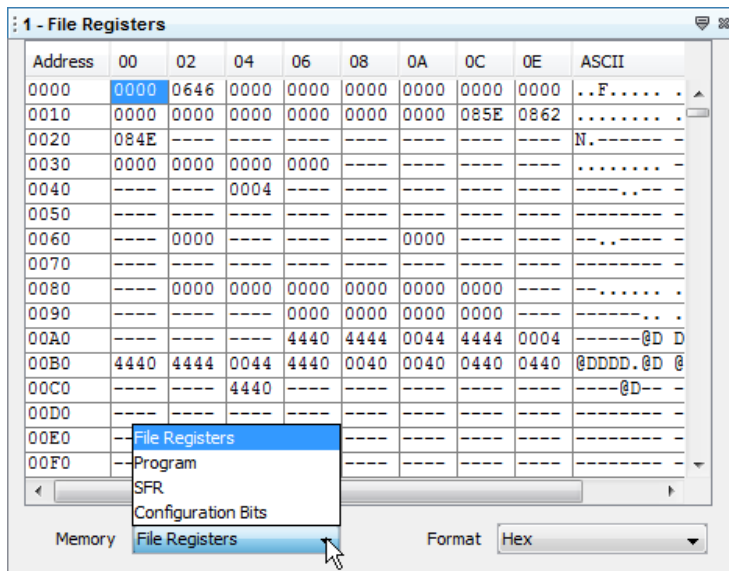 1 - File Registers
Address 00 02 04 06 08 0A 0C 0E ASCII
0000 0000 0646 0000 0000 0000 0000 0000 0000 ..F..... .
0010 0000 0000 0000 0000 0000 0000 085E 0862 ........ .
0020 084E ---- ---- ---- ---- ---- ---- ---- N.------ -
0030 0000 0000 0000 0000 ---- ---- ---- ---- ........ -
0040 ---- ---- 0004 ---- ---- ---- ---- ---- ----..-- -
0050 ---- ---- ---- ---- ---- ---- ---- ---- -------- -
0060 ---- 0000 ---- ---- ---- 0000 ---- ---- --..---- -
0070 ---- ---- ---- ---- ---- ---- ---- ---- -------- -
0080 ---- 0000 0000 0000 0000 0000 0000 ---- --...... .
0090 ---- ---- ---- 0000 0000 0000 0000 ---- ------.. .
00A0 ---- ---- ---- 4440 4444 0044 4444 0004 ------@D D
00B0 4440 4444 0044 4440 0040 0040 0440 0440 @DDDD.@D @
00C0 ---- ---- 4440 ---- ---- ---- ---- ---- ----@D-- -
00D0 ---- ---- ---- ---- ---- ---- ---- ---- -------- -
00E0 -- File Registers ---- ---- ---- ---- -------- -
00F0 -- Program ---- ---- ---- ---- -------- -
SFR
Configuration Bits
Memory File Registers Format Hex